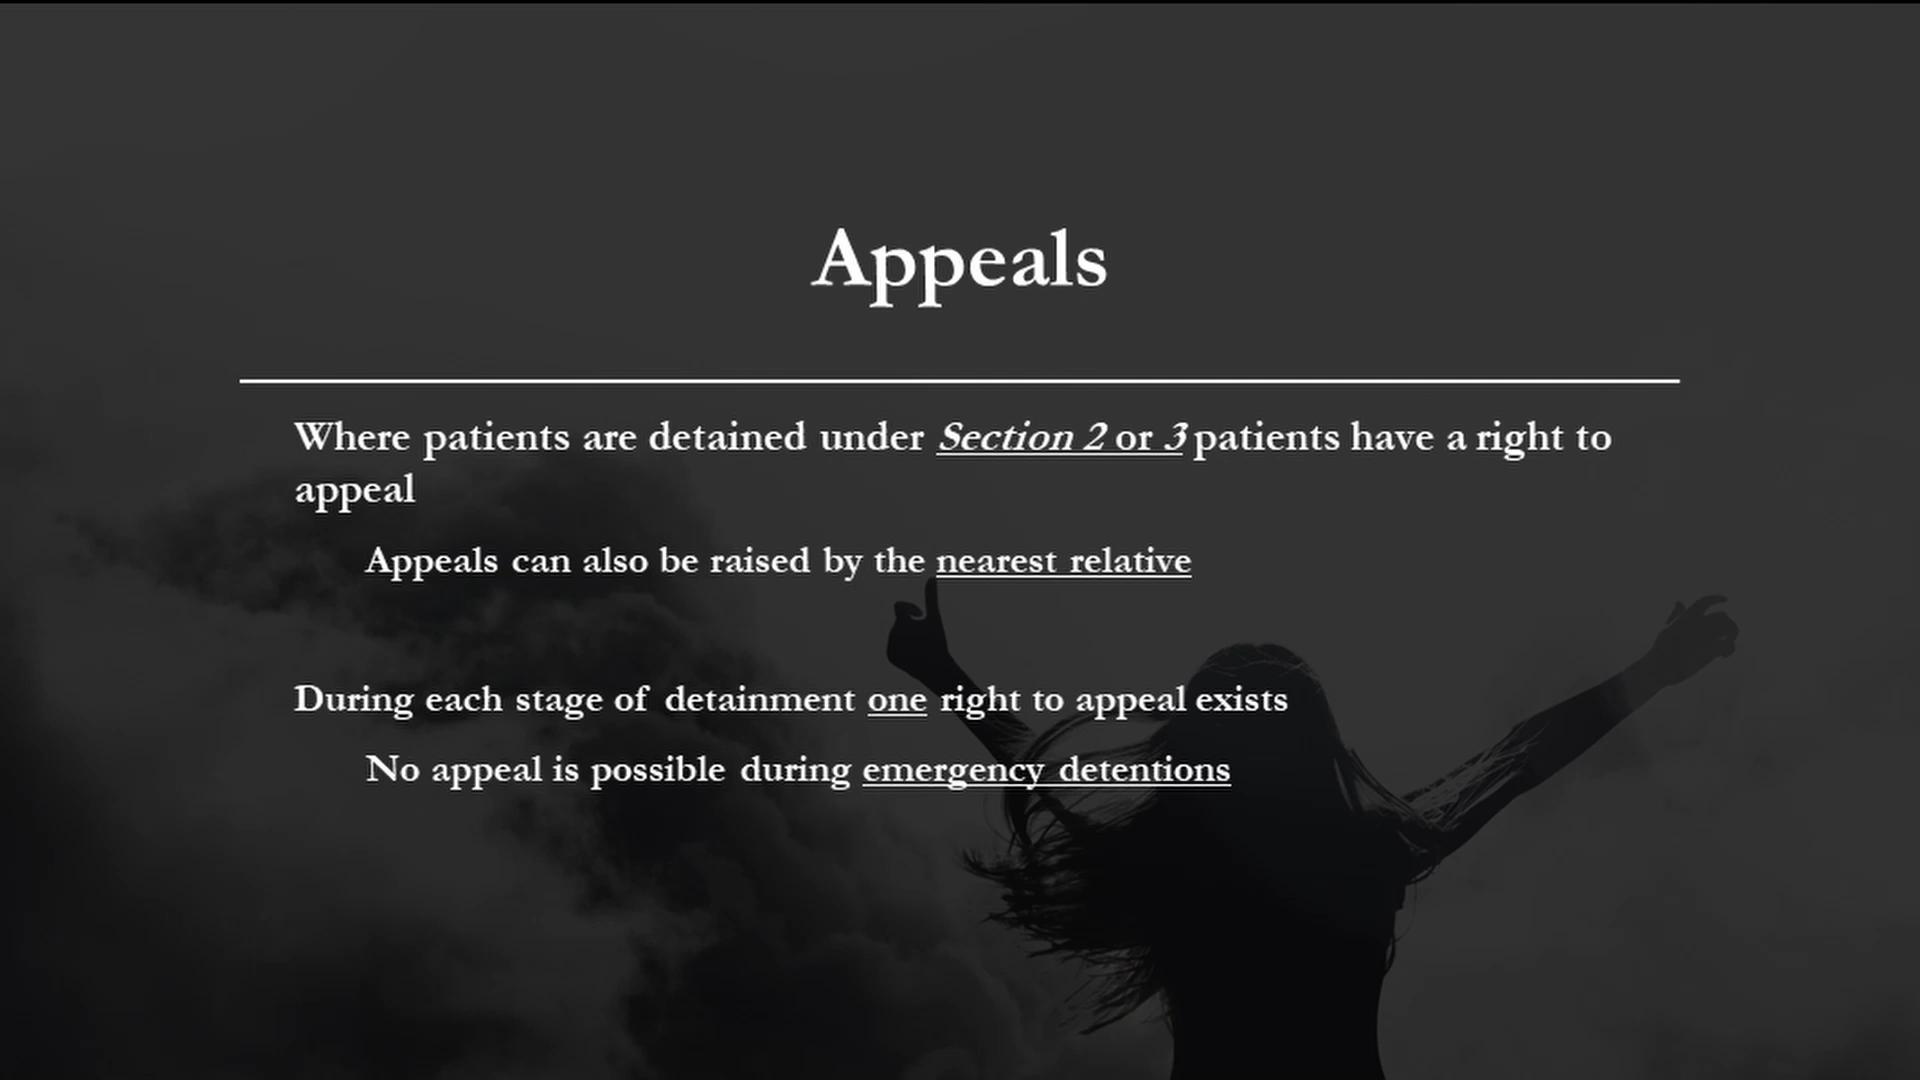 Appeals
Where patients are detained under Section 2 or 3 patients have a right to
appeal
Appeals can also be raised by the nearest relative
During each stage of detainment one right to appeal exists
No appeal is possible during emergency detentions